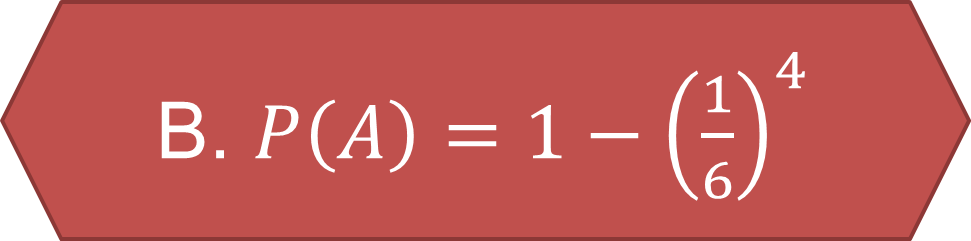 B. P(A) = 1 − (1/6)^4